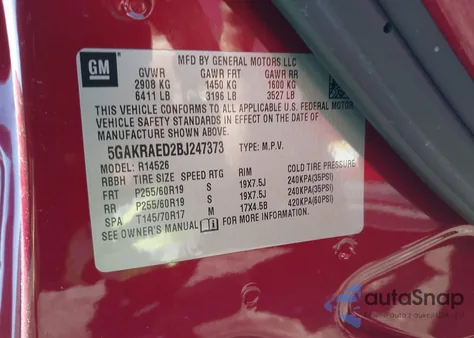 GM
MFD BY GENERAL MOTORS LLC
GVWR GAWR FRT GAWR RR
2908 KG 1450 KG 1600 KG
6411 LB 3196 LB 3527 LB
THIS VEHICLE CONFORMS TO ALL APPLICABLE U.S. FEDERAL MOTOR
VEHICLE SAFETY STANDARDS IN EFFECT ON THE DATE OF
MANUFACTURE SHOWN ABOVE.
5GAKRAED2BJ247373 TYPE: M.P.V.
MODEL: R14526
RBBH TIRE SIZE SPEED RTG RIM COLD TIRE PRESSURE
FRT P255/60R19 S 19X7.5J 240KPA(35PSI)
RR P255/60R19 S 19X7.5J 240KPA(35PSI)
SPA T145/70R17 M 17X4.5B 420KPA(60PSI)
SEE OWNER'S MANUAL FOR MORE INFORMATION.
autaSnap